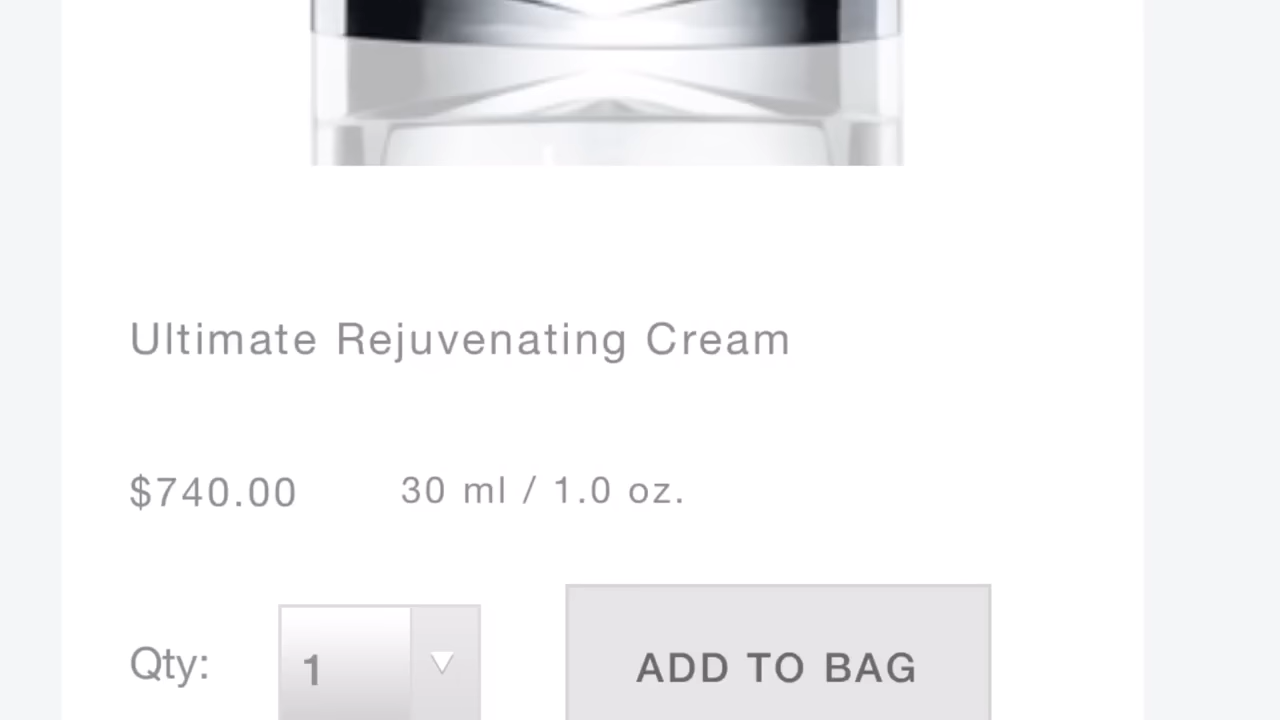 Ultimate Rejuvenating Cream
$740.00 30 ml / 1.0 oz.
Qty: 1 ADD TO BAG